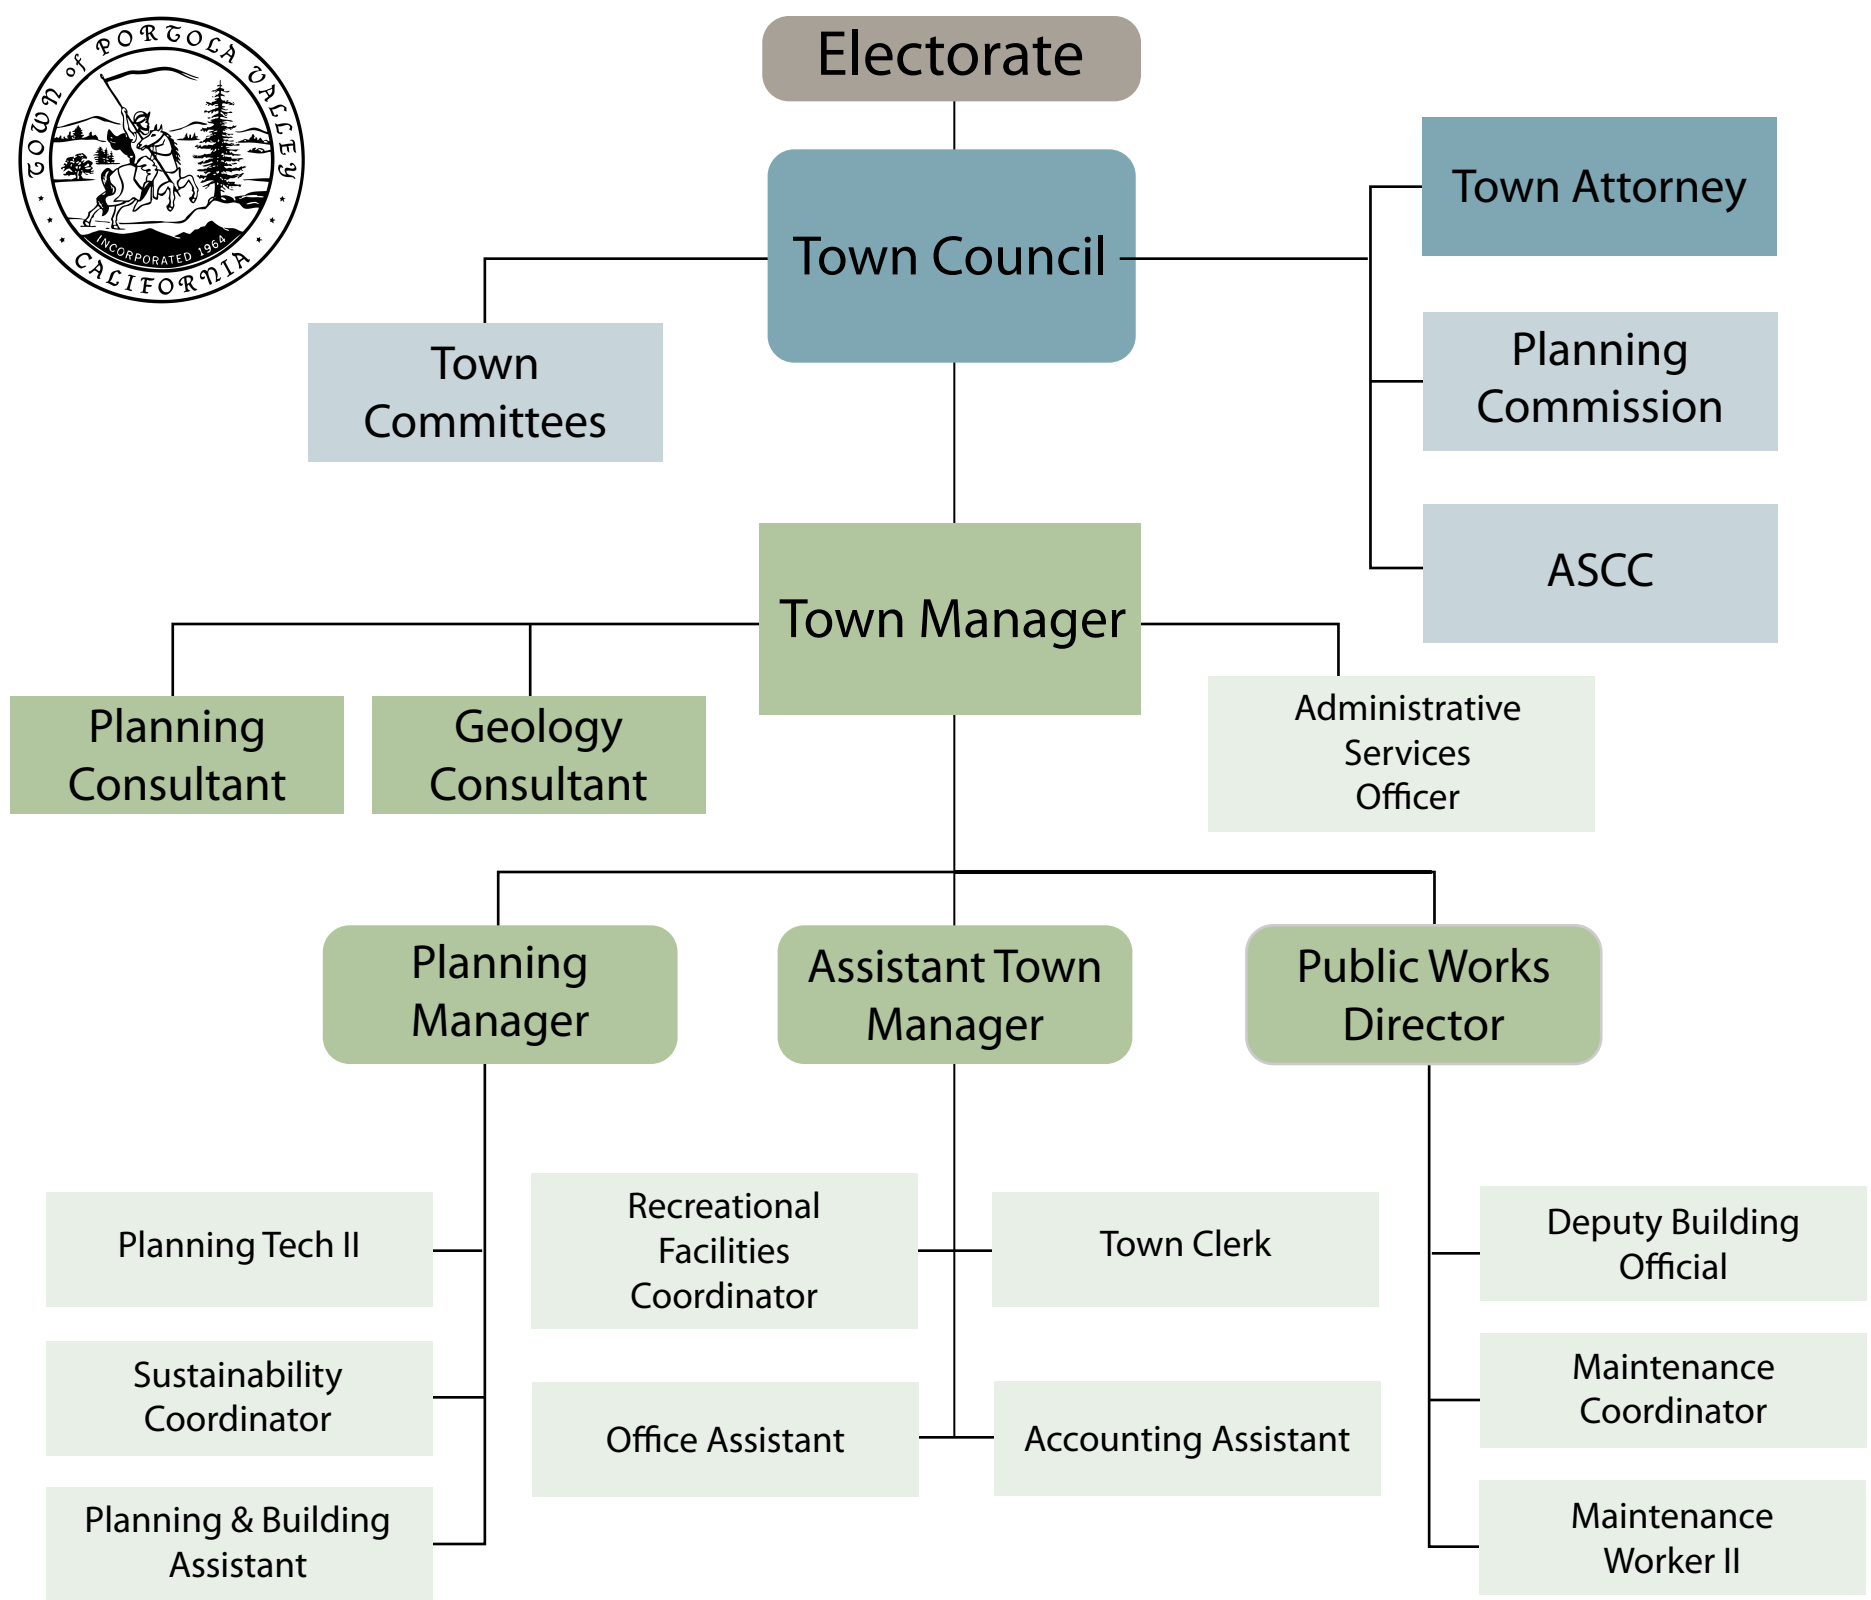 TOWN of PORTOLA VALLEY
INCORPORATED 1964
CALIFORNIA
Electorate
Town Attorney
Town Council
Planning
Commission
Town
Committees
ASCC
Town Manager
Planning
Consultant
Geology
Consultant
Administrative
Services
Officer
Planning
Manager
Assistant Town
Manager
Public Works
Director
Planning Tech II
Recreational
Facilities
Coordinator
Town Clerk
Deputy Building
Official
Sustainability
Coordinator
Office Assistant
Accounting Assistant
Maintenance
Coordinator
Planning & Building
Assistant
Maintenance
Worker II